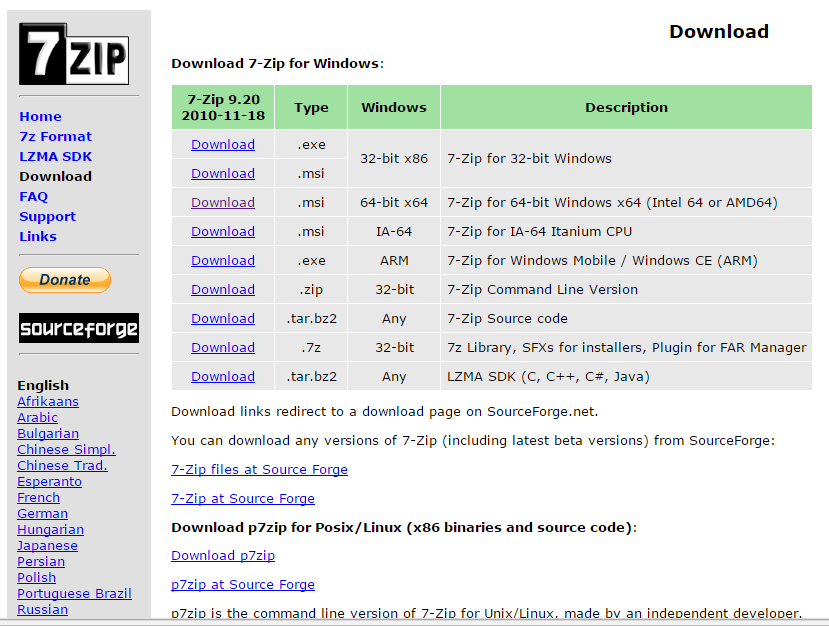 7ZIP
Home
7z Format
LZMA SDK
Download
FAQ
Support
Links
Donate
sourceforge
English
Afrikaans
Arabic
Bulgarian
Chinese Simpl.
Chinese Trad.
Esperanto
French
German
Hungarian
Japanese
Persian
Polish
Portuguese Brazil
Russian
Download
Download 7-Zip for Windows:
7-Zip 9.20
2010-11-18
Type
Windows
Description
Download .exe 32-bit x86 7-Zip for 32-bit Windows
Download .msi
Download .msi 64-bit x64 7-Zip for 64-bit Windows x64 (Intel 64 or AMD64)
Download .msi IA-64 7-Zip for IA-64 Itanium CPU
Download .exe ARM 7-Zip for Windows Mobile / Windows CE (ARM)
Download .zip 32-bit 7-Zip Command Line Version
Download .tar.bz2 Any 7-Zip Source code
Download .7z 32-bit 7z Library, SFXs for installers, Plugin for FAR Manager
Download .tar.bz2 Any LZMA SDK (C, C++, C#, Java)
Download links redirect to a download page on SourceForge.net.
You can download any versions of 7-Zip (including latest beta versions) from SourceForge:
7-Zip files at Source Forge
7-Zip at Source Forge
Download p7zip for Posix/Linux (x86 binaries and source code):
Download p7zip
p7zip at Source Forge
p7zip is the command line version of 7-Zip for Unix/Linux, made by an independent developer.